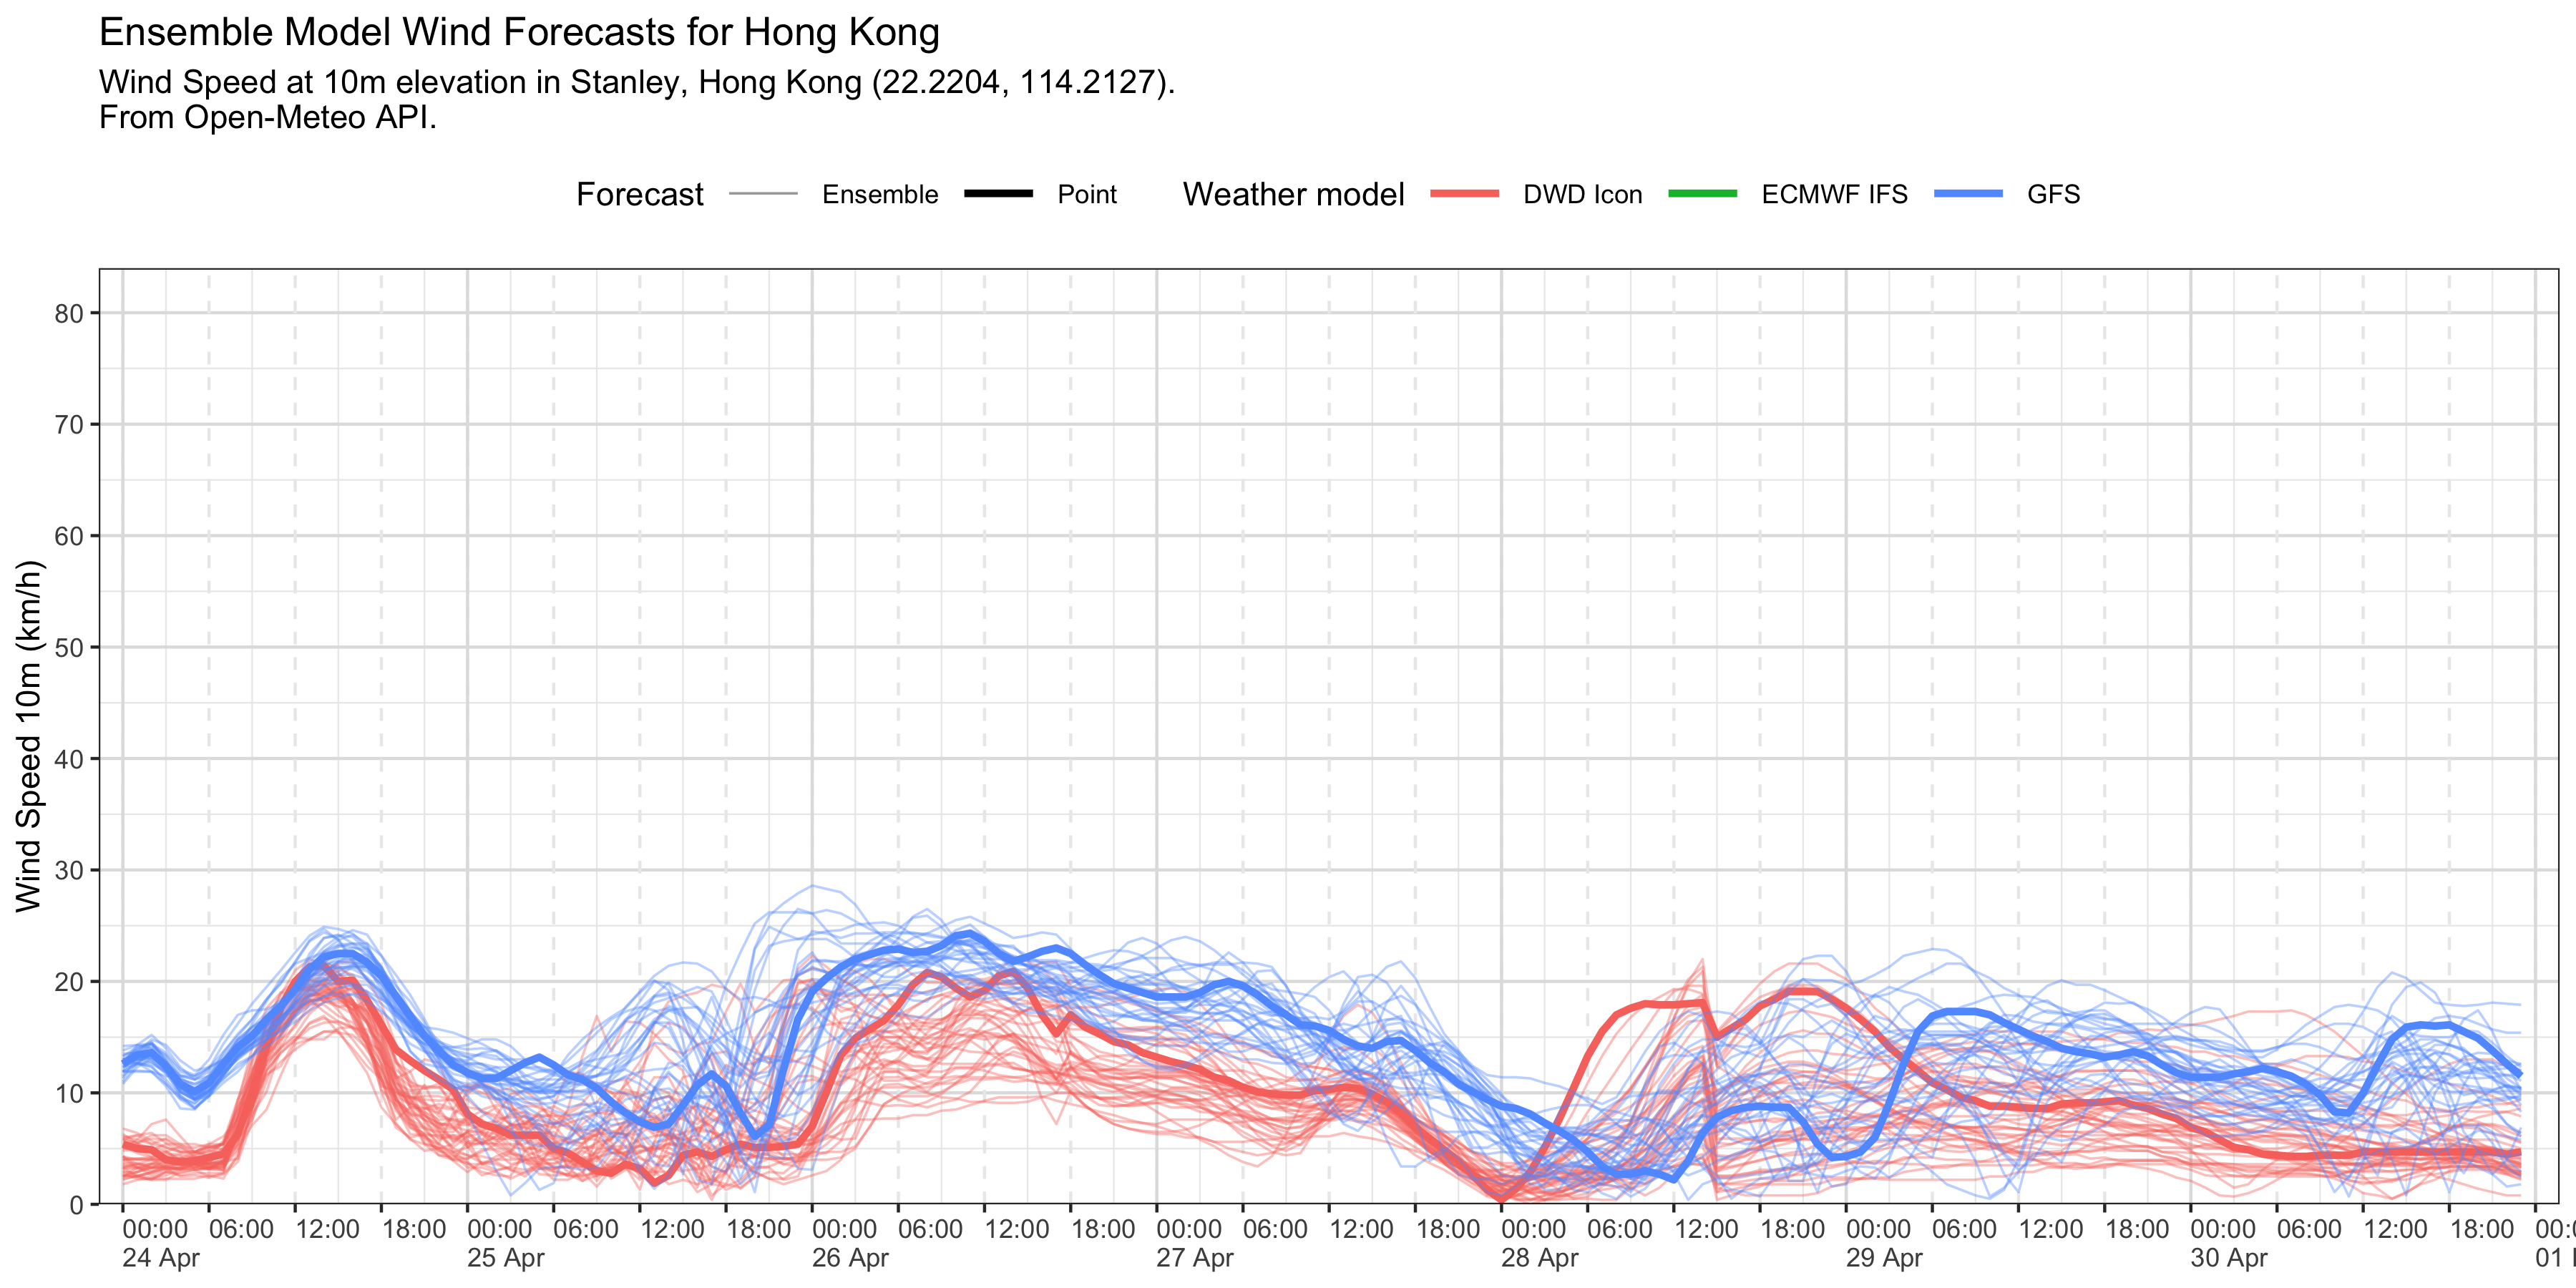 Ensemble Model Wind Forecasts for Hong Kong
Wind Speed at 10m elevation in Stanley, Hong Kong (22.2204, 114.2127).
From Open-Meteo API.
Forecast Ensemble Point Weather model DWD Icon ECMWF IFS GFS
Wind Speed 10m (km/h)
80
70
60
50
40
30
20
10
0
00:00 06:00 12:00 18:00 00:00 06:00 12:00 18:00 00:00 06:00 12:00 18:00 00:00 06:00 12:00 18:00 00:00 06:00 12:00 18:00 00:00 06:00 12:00 18:00 00:00 06:00 12:00 18:00
24 Apr 25 Apr 26 Apr 27 Apr 28 Apr 29 Apr 30 Apr 01